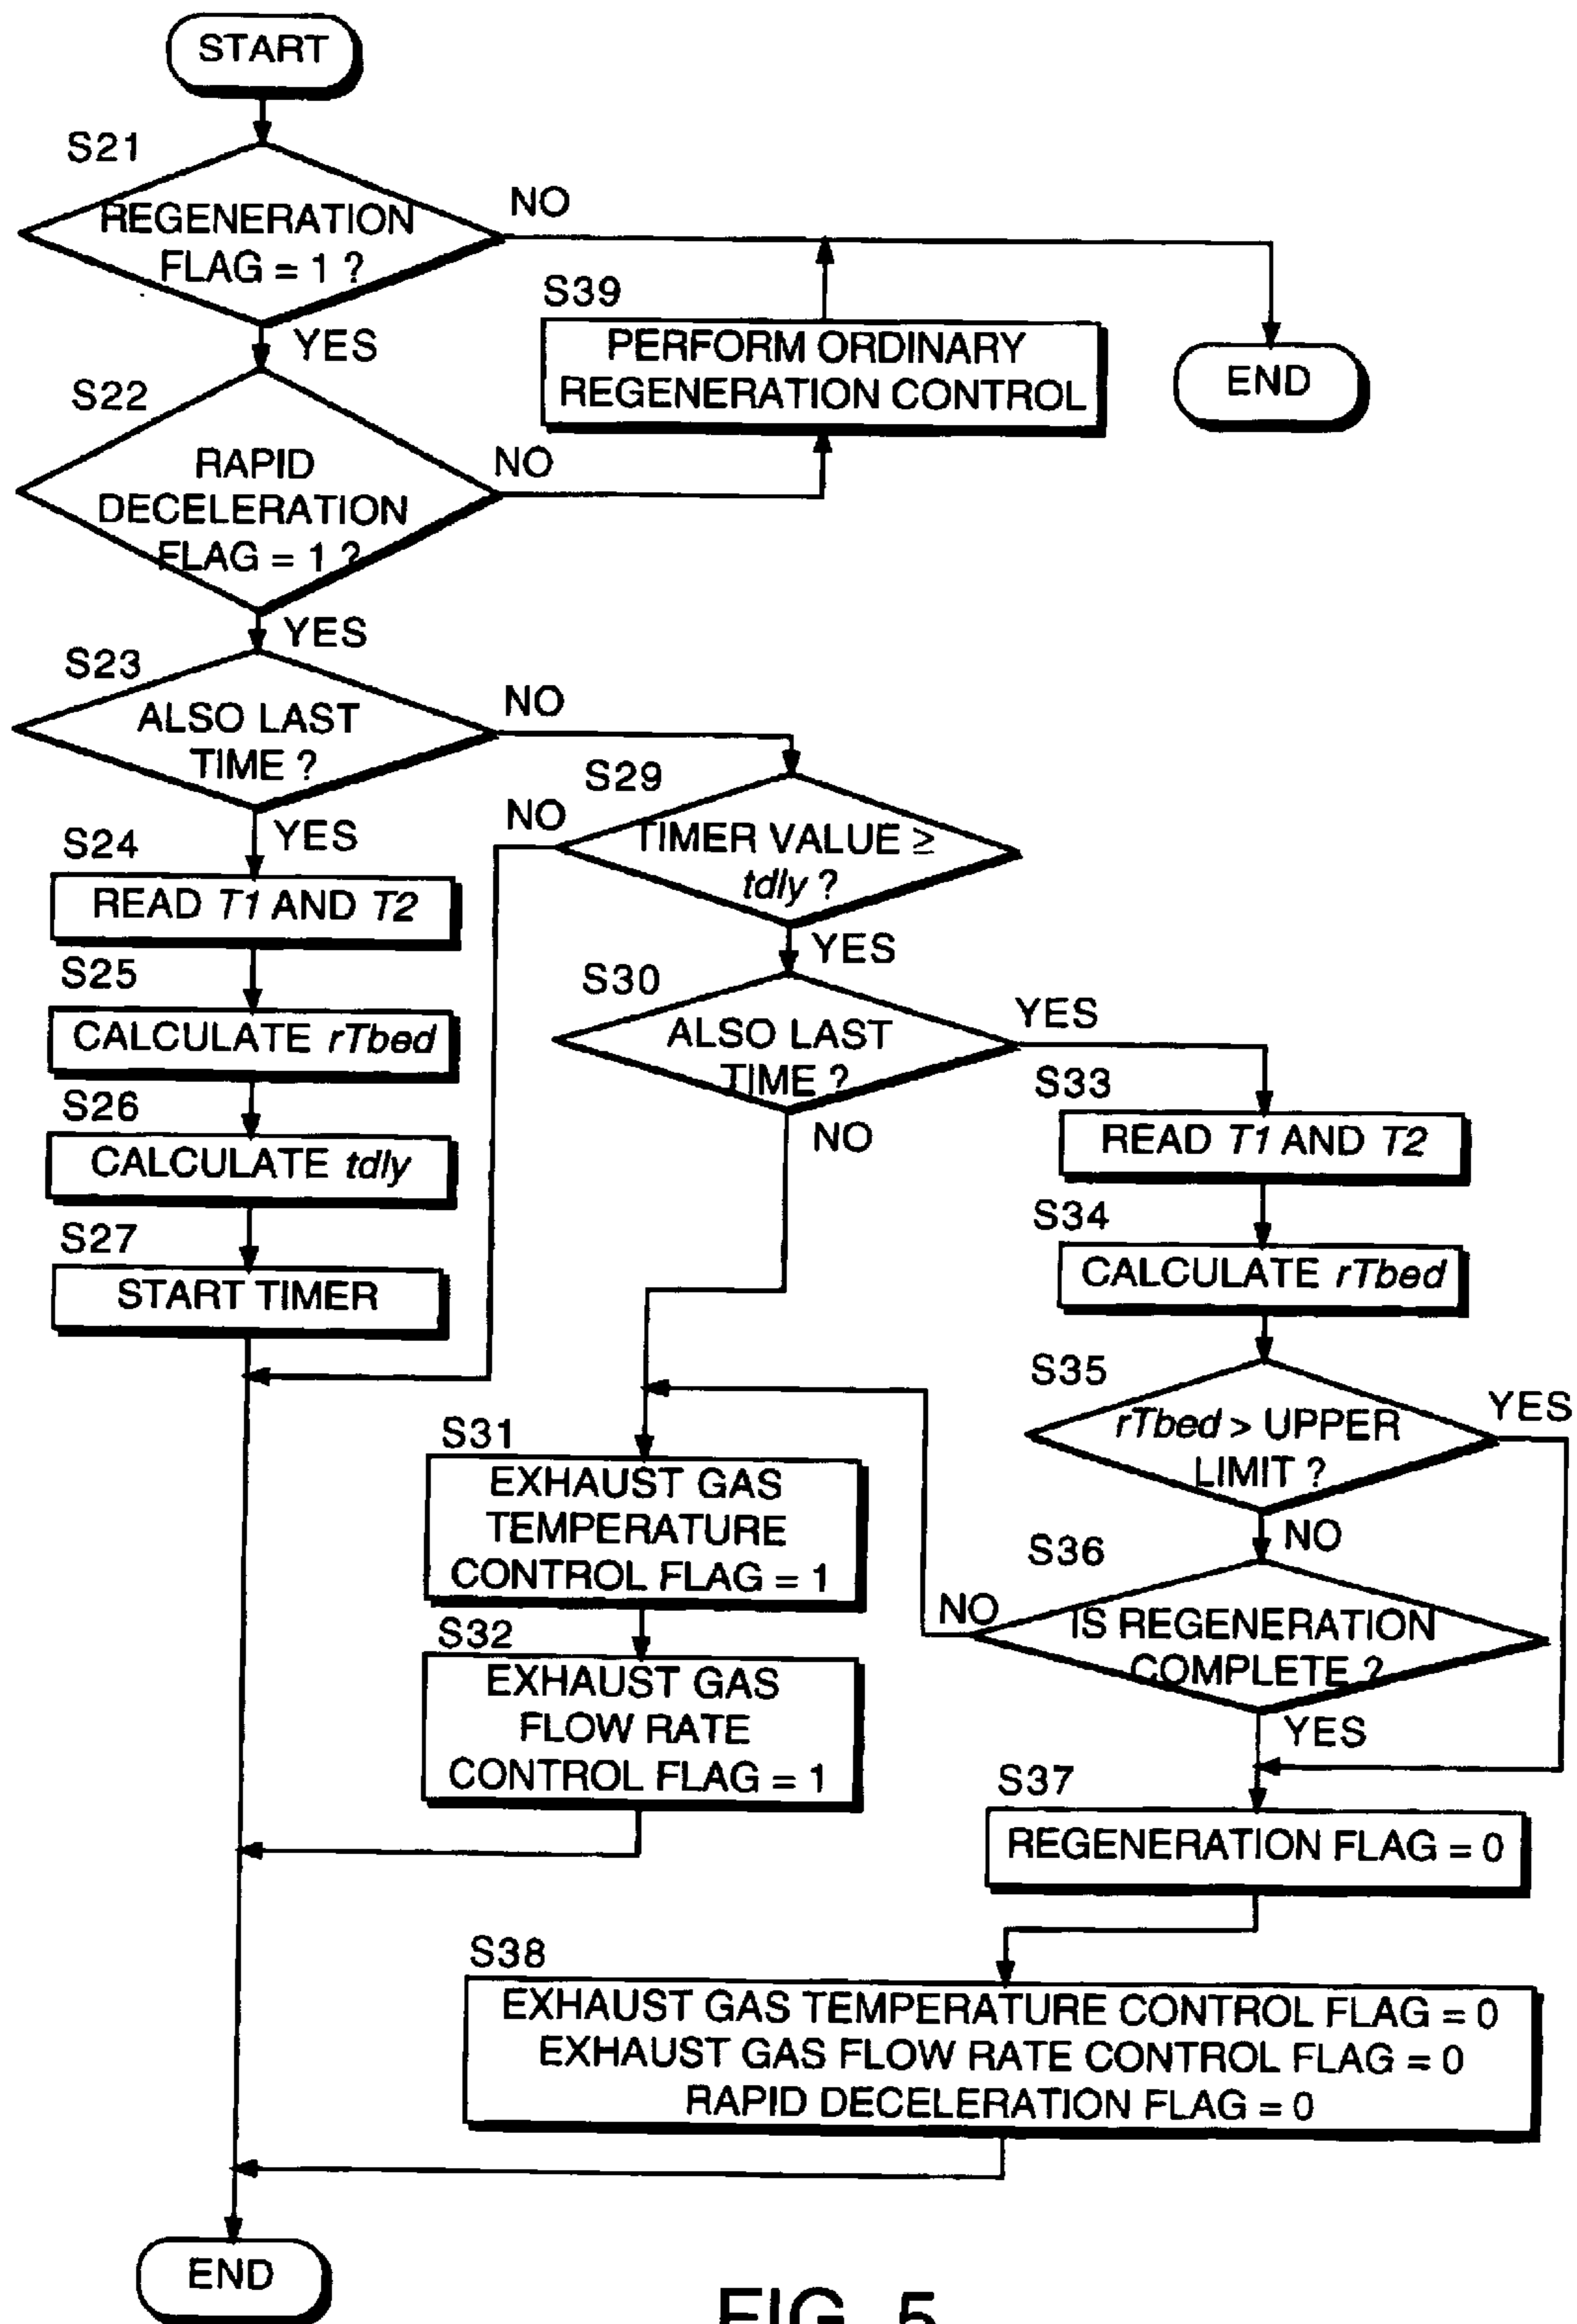 START
S21
REGENERATION
FLAG = 1 ?
NO
YES
S39
PERFORM ORDINARY
REGENERATION CONTROL
END
S22
RAPID
DECELERATION
FLAG = 1 ?
NO
YES
S23
ALSO LAST
TIME ?
NO
YES
S24
READ T1 AND T2
S25
CALCULATE rTbed
S26
CALCULATE tdly
S27
START TIMER
S29
TIMER VALUE ≥
tdly ?
NO
YES
S30
ALSO LAST
TIME ?
YES
NO
S33
READ T1 AND T2
S34
CALCULATE rTbed
S35
rTbed > UPPER
LIMIT ?
YES
NO
S36
IS REGENERATION
COMPLETE ?
NO
YES
S31
EXHAUST GAS
TEMPERATURE
CONTROL FLAG = 1
S32
EXHAUST GAS
FLOW RATE
CONTROL FLAG = 1
S37
REGENERATION FLAG = 0
S38
EXHAUST GAS TEMPERATURE CONTROL FLAG = 0
EXHAUST GAS FLOW RATE CONTROL FLAG = 0
RAPID DECELERATION FLAG = 0
END
FIG. 5